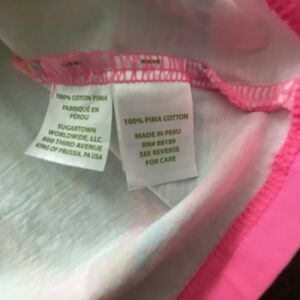 100% COTON PIMA
FABRIQUÉ EN
PÉROU
SUGARTOWN
WORLDWIDE, LLC
800 THIRD AVENUE
KING OF PRUSSIA, PA USA
100% PIMA COTTON
MADE IN PERU
RN# 88189
SEE REVERSE
FOR CARE